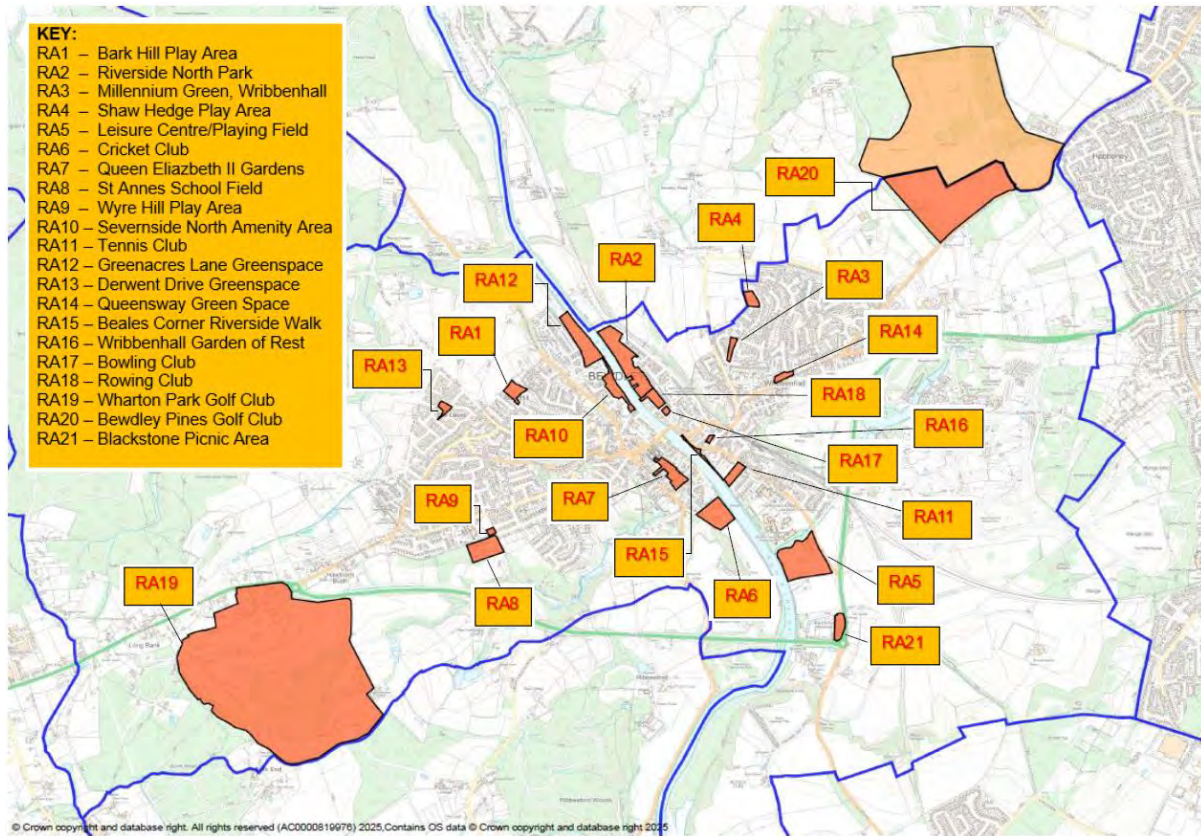 KEY:
RA1 – Bark Hill Play Area
RA2 – Riverside North Park
RA3 – Millennium Green, Wribbenhall
RA4 – Shaw Hedge Play Area
RA5 – Leisure Centre/Playing Field
RA6 – Cricket Club
RA7 – Queen Eliazbeth II Gardens
RA8 – St Annes School Field
RA9 – Wyre Hill Play Area
RA10 – Severnside North Amenity Area
RA11 – Tennis Club
RA12 – Greenacres Lane Greenspace
RA13 – Derwent Drive Greenspace
RA14 – Queensway Green Space
RA15 – Beales Corner Riverside Walk
RA16 – Wribbenhall Garden of Rest
RA17 – Bowling Club
RA18 – Rowing Club
RA19 – Wharton Park Golf Club
RA20 – Bewdley Pines Golf Club
RA21 – Blackstone Picnic Area
RA20
RA4
RA2
RA3
RA12
RA1
RA14
RA13
RA18
RA10
RA16
RA17
RA7
RA9
RA11
RA15
RA19
RA8
RA6
RA5
RA21
Habberley
Long Bank
© Crown copyright and database right. All rights reserved (AC0000819976) 2025,Contains OS data © Crown copyright and database right 2025